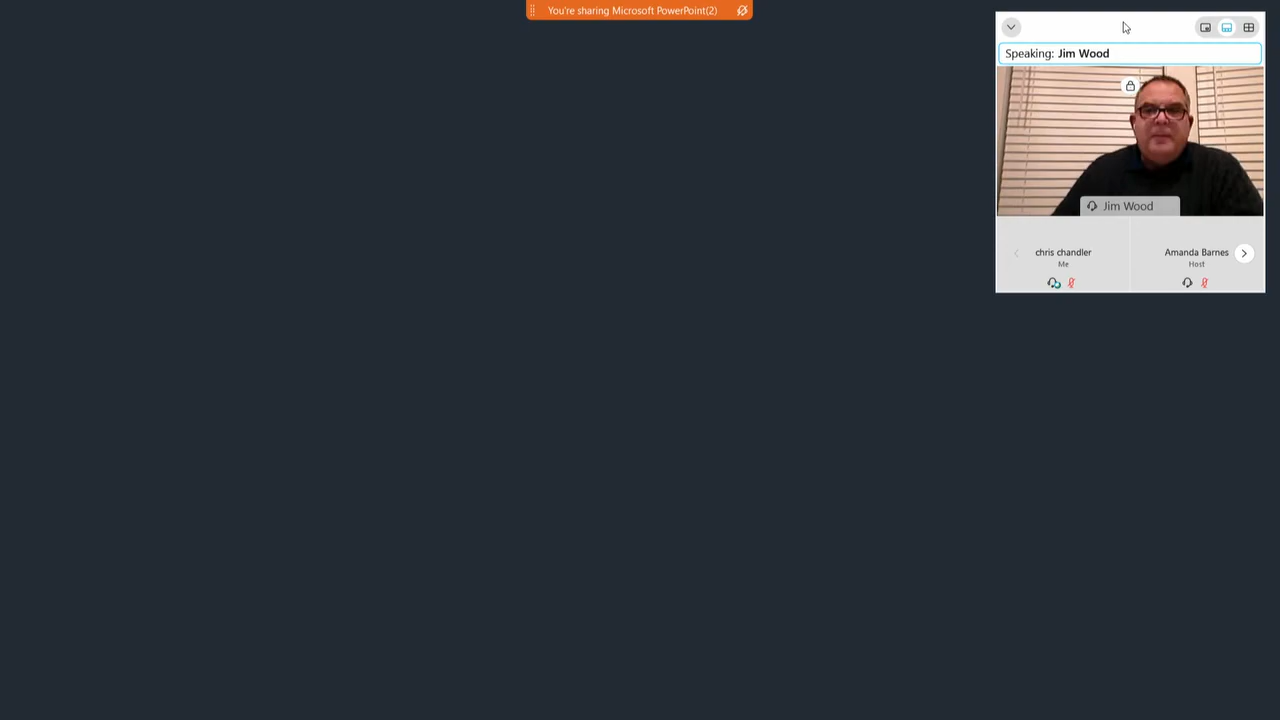 You're sharing Microsoft PowerPoint(2)
Speaking: Jim Wood
Jim Wood
chris chandler
Me
Amanda Barnes
Host